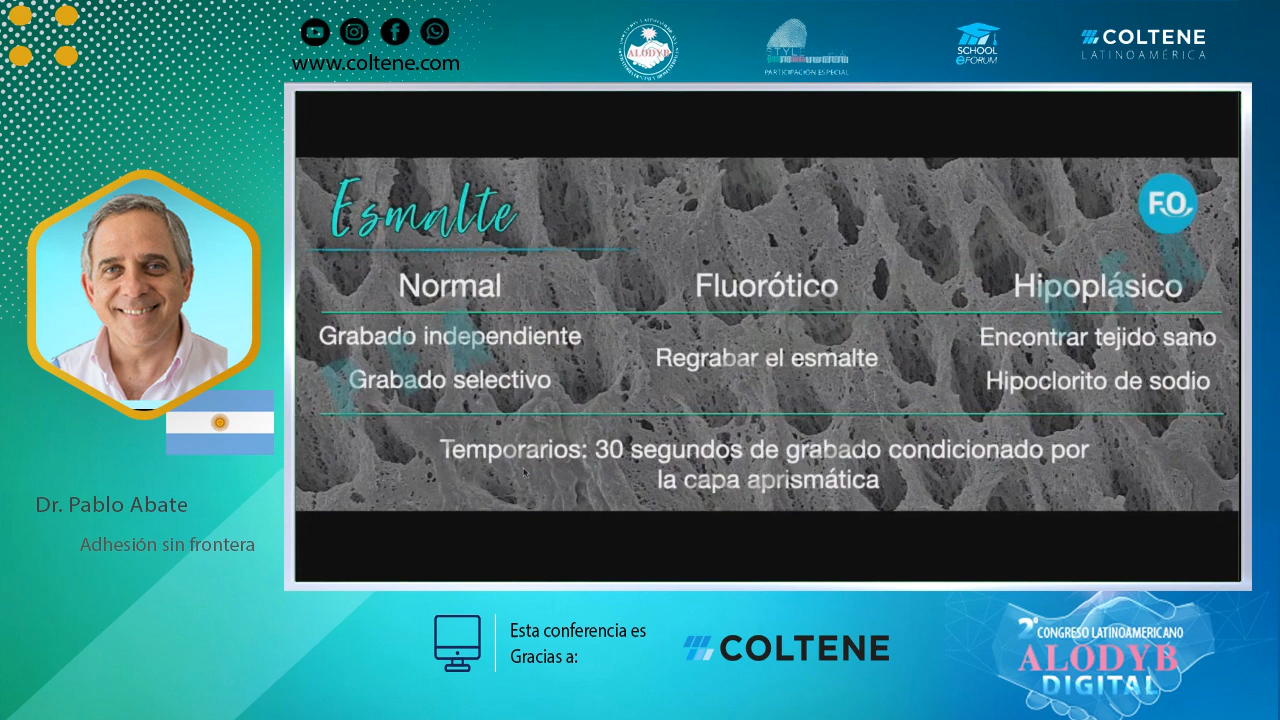 www.coltene.com
ALODYB
STYLE
PARTICIPACIÓN ESPECIAL
SCHOOL
eFORUM
COLTENE
LATINOAMÉRICA
Esmalte
F.O.
Normal
Fluorótico
Hipoplásico
Grabado independiente
Grabado selectivo
Regrabar el esmalte
Encontrar tejido sano
Hipoclorito de sodio
Temporarios: 30 segundos de grabado condicionado por
la capa aprismática
Dr. Pablo Abate
Adhesión sin frontera
Esta conferencia es
Gracias a:
COLTENE
2º CONGRESO LATINOAMERICANO
ALODYB
DIGITAL